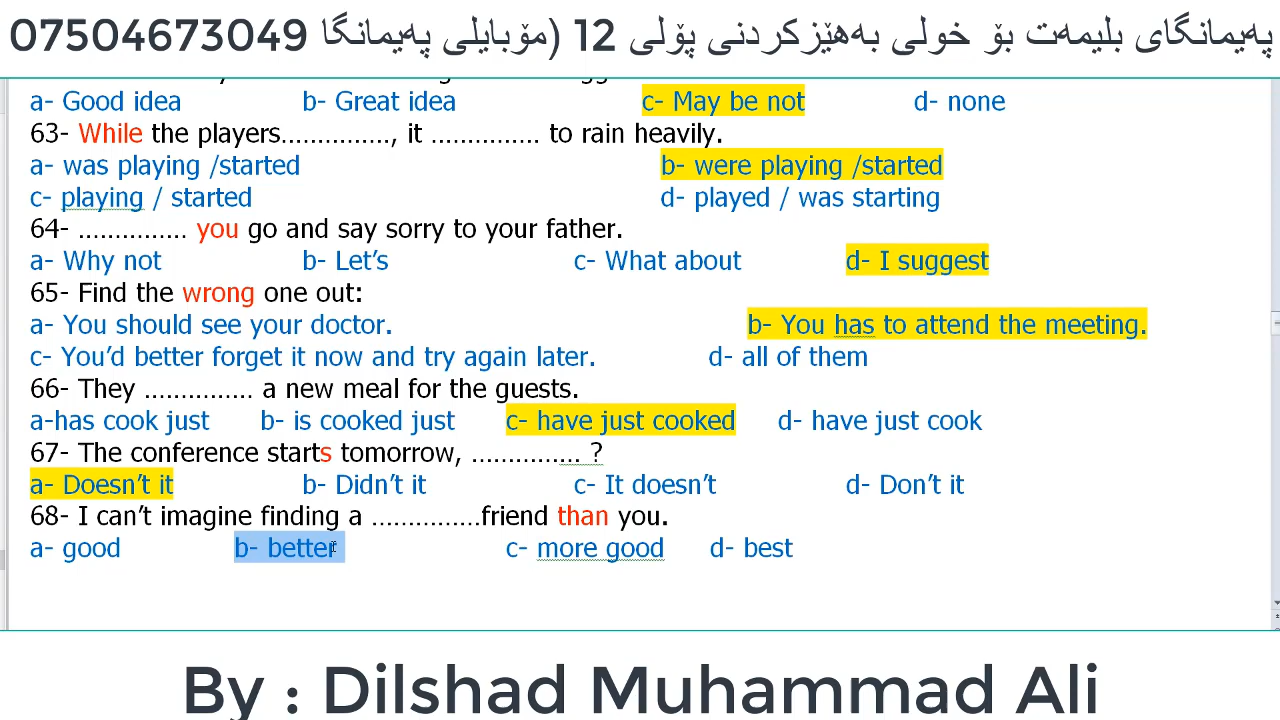 پەیمانگای بلیمەت بۆ خولی بەهێزکردنی پۆلی 12 (مۆبایلی پەیمانگا 07504673049
a- Good idea b- Great idea c- May be not d- none
63- While the players……………, it …………… to rain heavily.
a- was playing /started b- were playing /started
c- playing / started d- played / was starting
64- …………… you go and say sorry to your father.
a- Why not b- Let’s c- What about d- I suggest
65- Find the wrong one out:
a- You should see your doctor. b- You has to attend the meeting.
c- You’d better forget it now and try again later. d- all of them
66- They …………… a new meal for the guests.
a-has cook just b- is cooked just c- have just cooked d- have just cook
67- The conference starts tomorrow, …………… ?
a- Doesn’t it b- Didn’t it c- It doesn’t d- Don’t it
68- I can’t imagine finding a ……………friend than you.
a- good b- better c- more good d- best
By : Dilshad Muhammad Ali